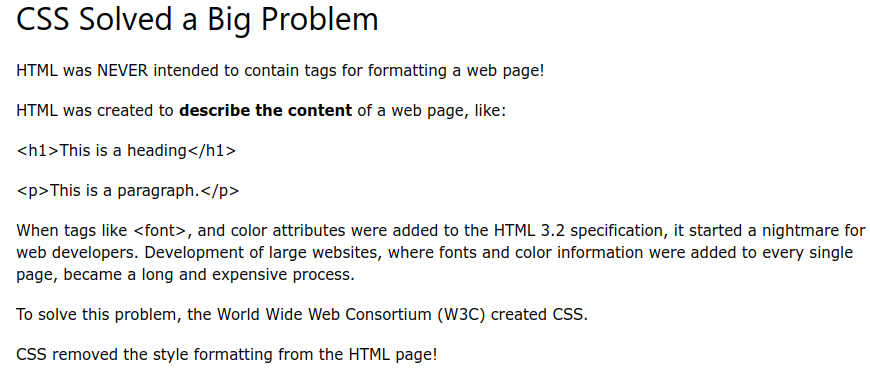 CSS Solved a Big Problem
HTML was NEVER intended to contain tags for formatting a web page!
HTML was created to describe the content of a web page, like:
<h1>This is a heading</h1>
<p>This is a paragraph.</p>
When tags like <font>, and color attributes were added to the HTML 3.2 specification, it started a nightmare for
web developers. Development of large websites, where fonts and color information were added to every single
page, became a long and expensive process.
To solve this problem, the World Wide Web Consortium (W3C) created CSS.
CSS removed the style formatting from the HTML page!